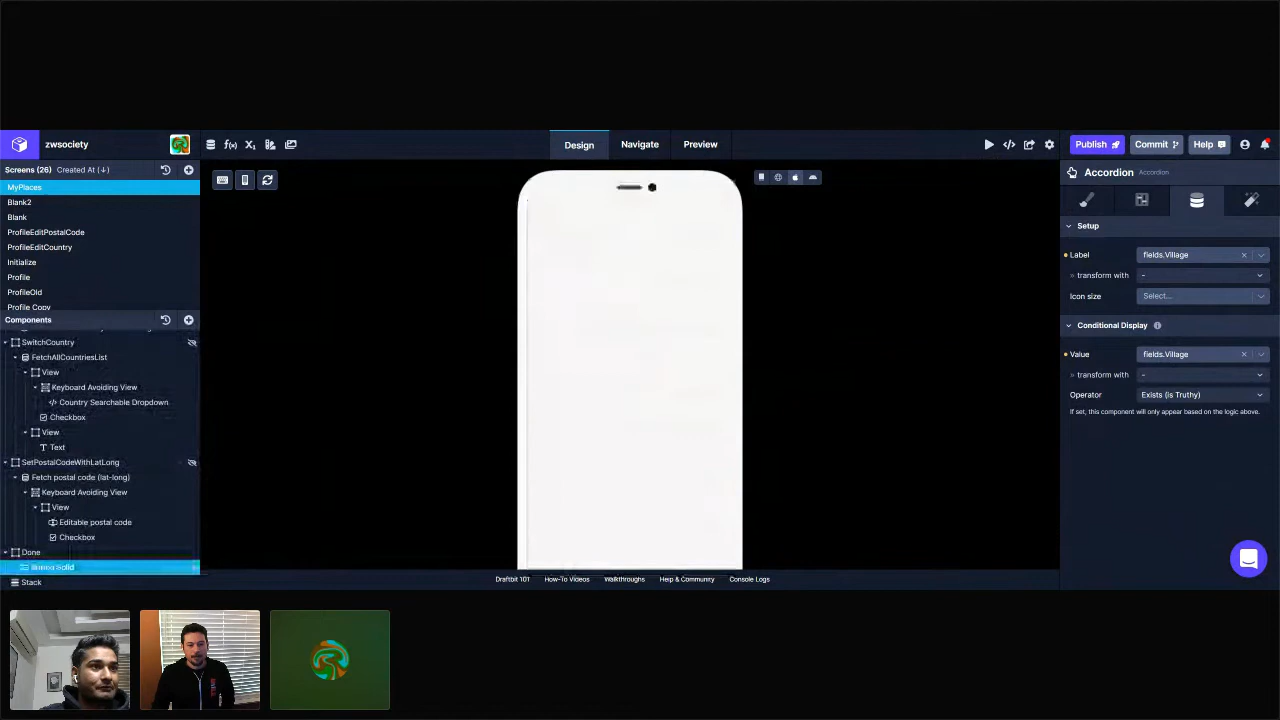 zwsociety
f(x)
X1
Design
Navigate
Preview
Publish
Commit
Help
Screens (26) Created At (↓)
MyPlaces
Blank2
Blank
ProfileEditPostalCode
ProfileEditCountry
Initialize
Profile
ProfileOld
Profile Copy
Components
SwitchCountry
FetchAllCountriesList
View
Keyboard Avoiding View
Country Searchable Dropdown
Checkbox
View
Text
SetPostalCodeWithLatLong
Fetch postal code (lat-long)
Keyboard Avoiding View
View
Editable postal code
Checkbox
Done
Stack
Accordion Accordion
Setup
Label fields.Village
» transform with -
Icon size Select...
Conditional Display
Value fields.Village
» transform with -
Operator Exists (is Truthy)
If set, this component will only appear based on the logic above.
Draftbit 101 How-To Videos Walkthroughs Help & Community Console Logs